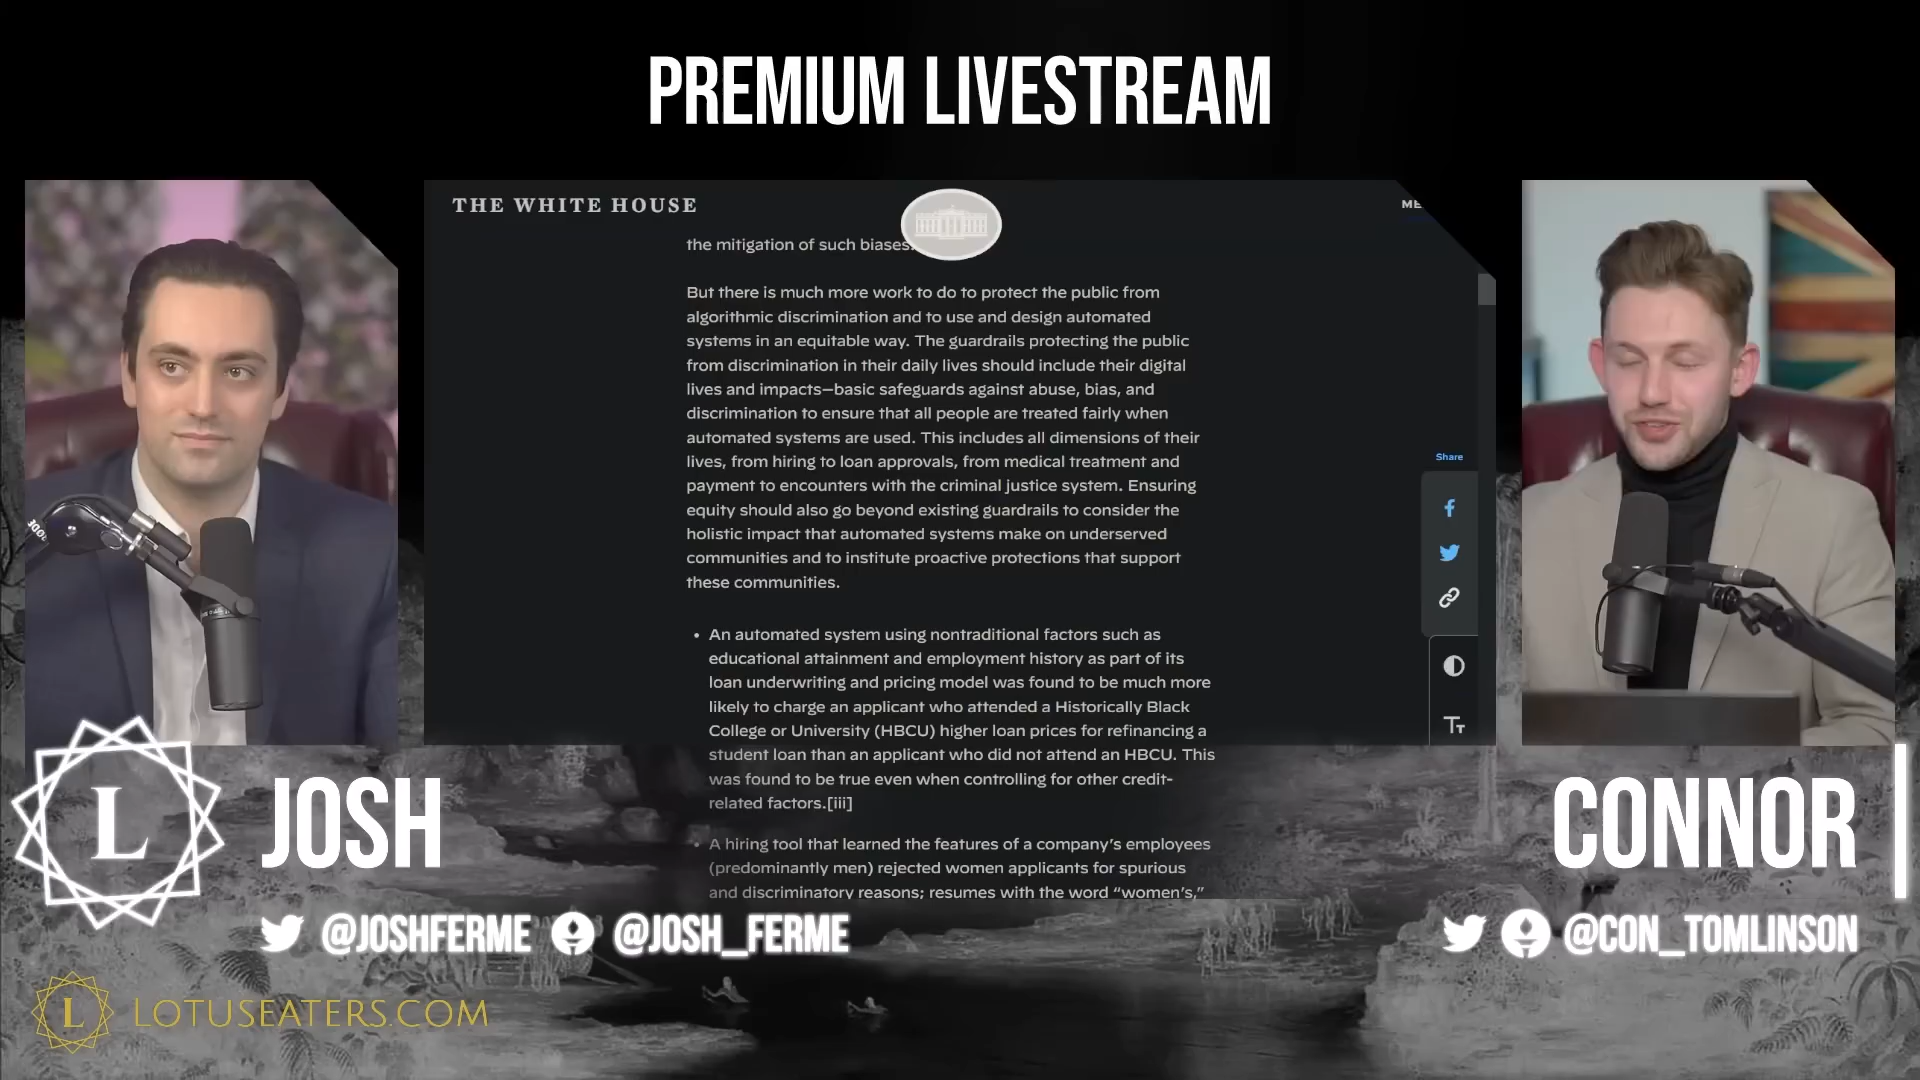 PREMIUM LIVESTREAM
THE WHITE HOUSE
ME
the mitigation of such biases.
But there is much more work to do to protect the public from
algorithmic discrimination and to use and design automated
systems in an equitable way. The guardrails protecting the public
from discrimination in their daily lives should include their digital
lives and impacts—basic safeguards against abuse, bias, and
discrimination to ensure that all people are treated fairly when
automated systems are used. This includes all dimensions of their
lives, from hiring to loan approvals, from medical treatment and
payment to encounters with the criminal justice system. Ensuring
equity should also go beyond existing guardrails to consider the
holistic impact that automated systems make on underserved
communities and to institute proactive protections that support
these communities.
• An automated system using nontraditional factors such as
educational attainment and employment history as part of its
loan underwriting and pricing model was found to be much more
likely to charge an applicant who attended a Historically Black
College or University (HBCU) higher loan prices for refinancing a
student loan than an applicant who did not attend an HBCU. This
was found to be true even when controlling for other credit-
related factors.[iii]
• A hiring tool that learned the features of a company’s employees
(predominantly men) rejected women applicants for spurious
and discriminatory reasons; resumes with the word “women’s,”
Share
Tт
RODE
L
JOSH
@JOSHFERME
@JOSH_FERME
CONNOR
@CON_TOMLINSON
L
LOTUSEATERS.COM